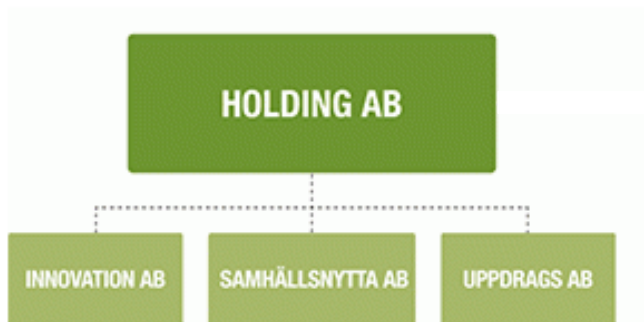 HOLDING AB
INNOVATION AB
SAMHÄLLSNYTTA AB
UPPDRAGS AB